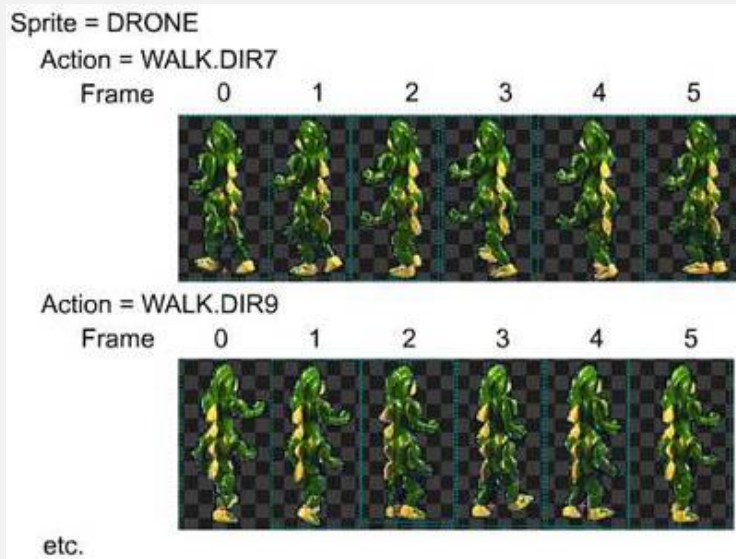 Sprite = DRONE
Action = WALK.DIR7
Frame 0 1 2 3 4 5
Action = WALK.DIR9
Frame 0 1 2 3 4 5
etc.